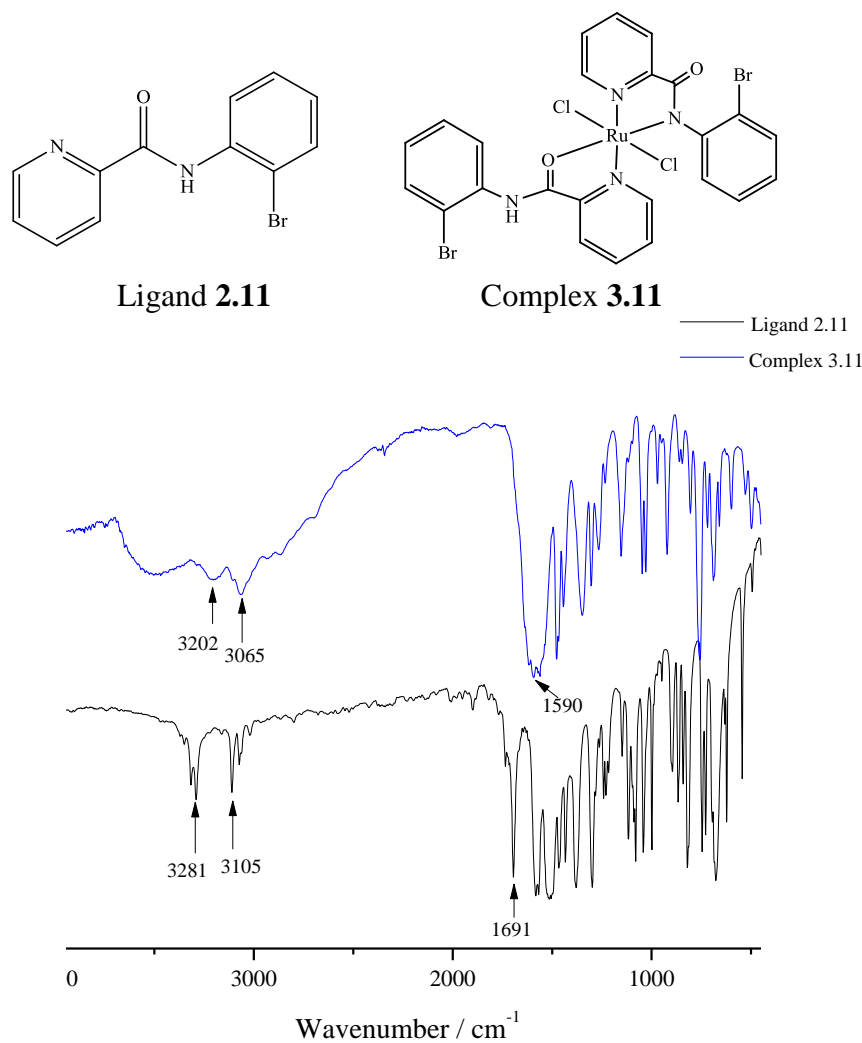 O
N
N
H
Br
Ligand 2.11
N
O
Br
Cl
N
Ru
O
Cl
N
N
H
Br
Complex 3.11
Ligand 2.11
Complex 3.11
3202
3065
1590
3281
3105
1691
0
3000
2000
1000
Wavenumber / cm⁻¹